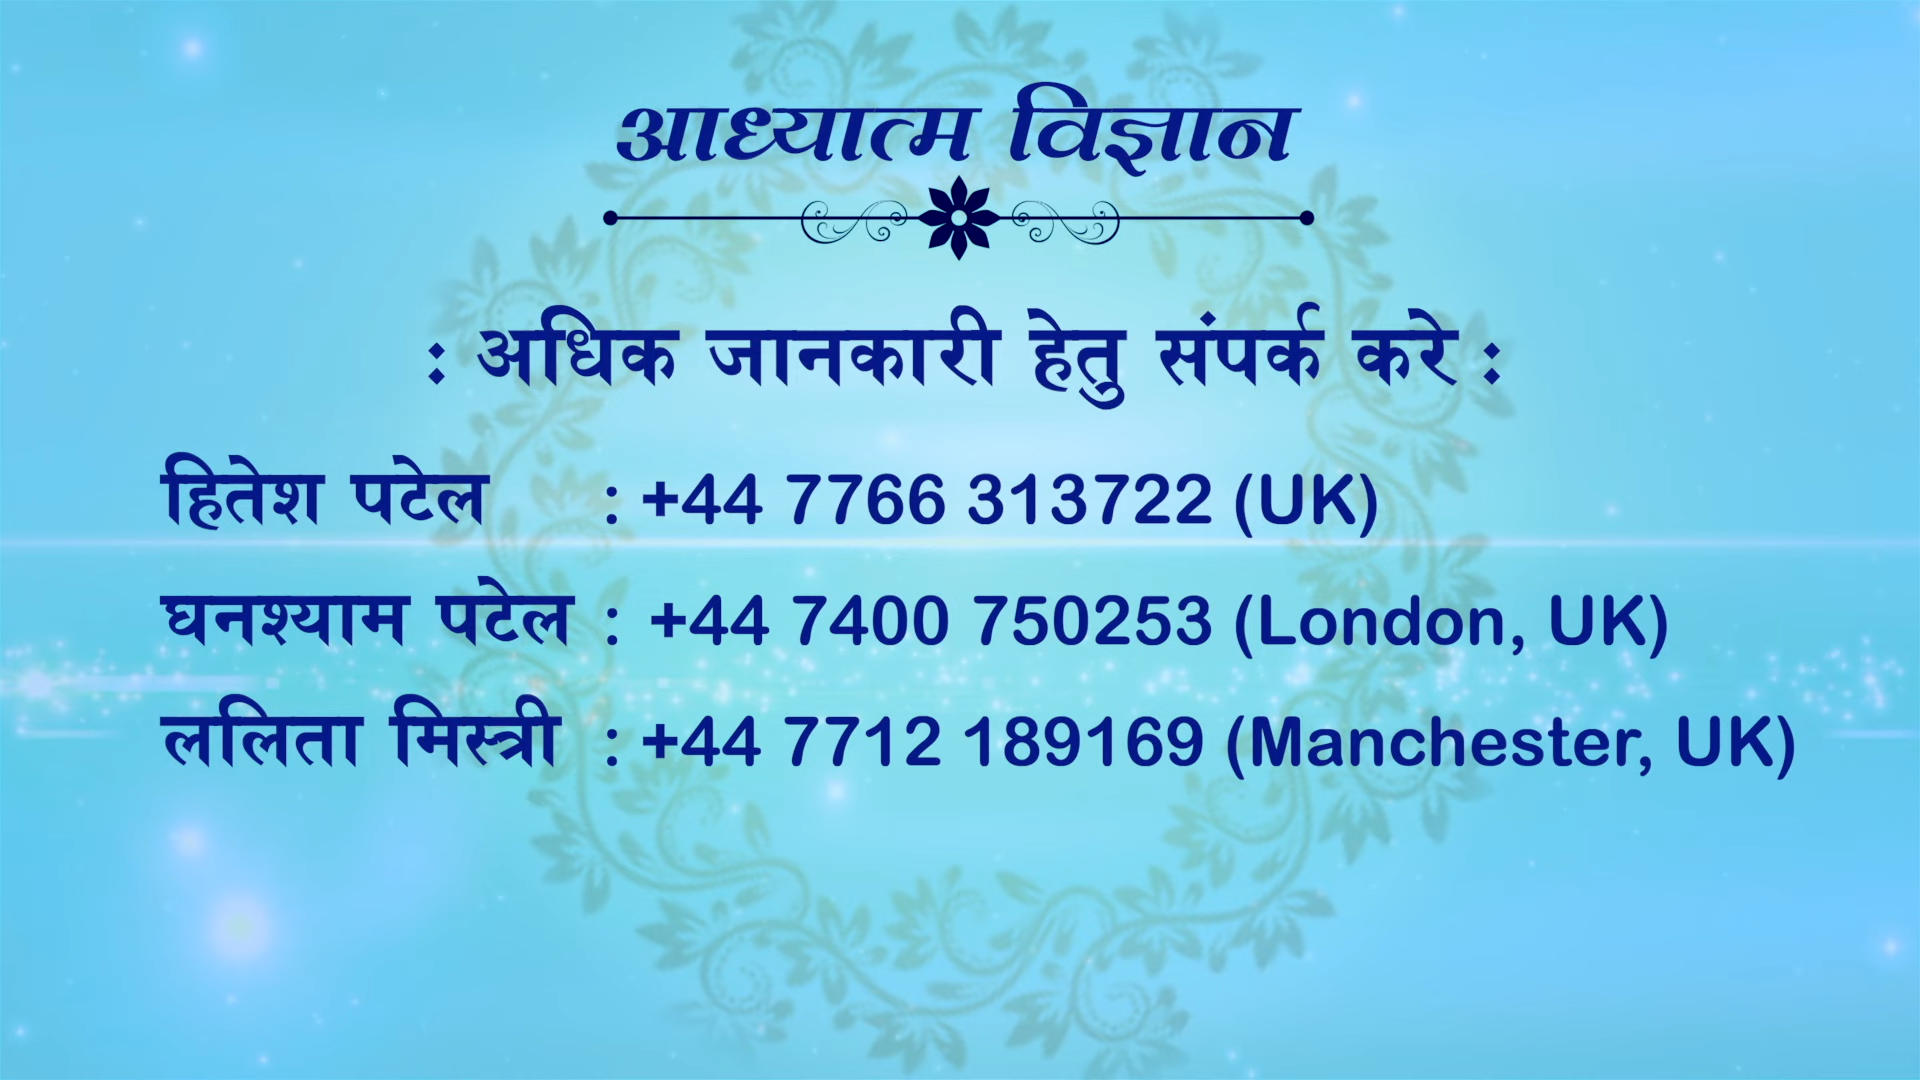 आध्यात्म विज्ञान
: अधिक जानकारी हेतु संपर्क करे :
हितेश पटेल : +44 7766 313722 (UK)
घनश्याम पटेल : +44 7400 750253 (London, UK)
ललिता मिस्त्री : +44 7712 189169 (Manchester, UK)